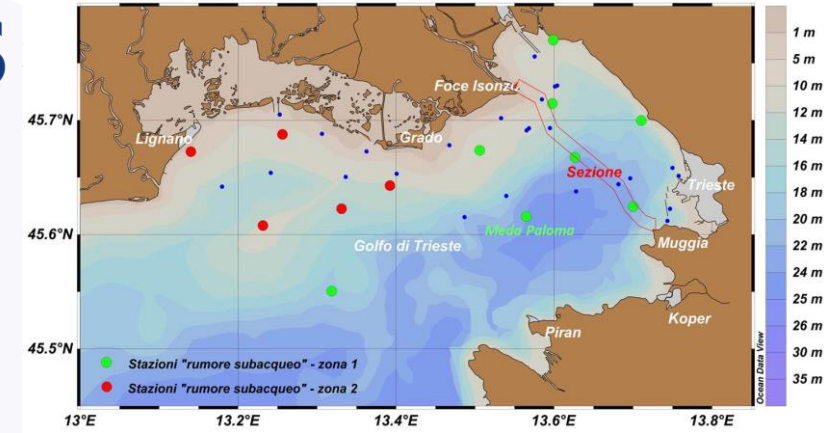 Foce Isonzo
45.7°N
Lignano
Grado
Sezione
Trieste
45.6°N
Meda Paloma
Golfo di Trieste
Muggia
Koper
Piran
45.5°N
Stazioni "rumore subacqueo" - zona 1
Stazioni "rumore subacqueo" - zona 2
13°E
13.2°E
13.4°E
13.6°E
13.8°E
Ocean Data View
1 m
5 m
10 m
12 m
14 m
16 m
18 m
20 m
22 m
24 m
25 m
26 m
30 m
35 m